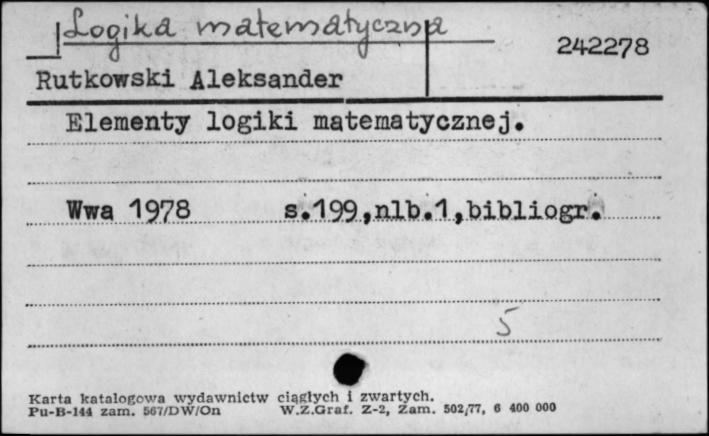 Logika matematyczna
242278
Rutkowski Aleksander
Elementy logiki matematycznej.
Wwa 1978 s.199,nlb.1,bibliogr.
5
Karta katalogowa wydawnictw ciągłych i zwartych.
Pu-B-144 zam. 567/DW/On W.Z.Graf. Z-2, Zam. 502/77, 6 400 000